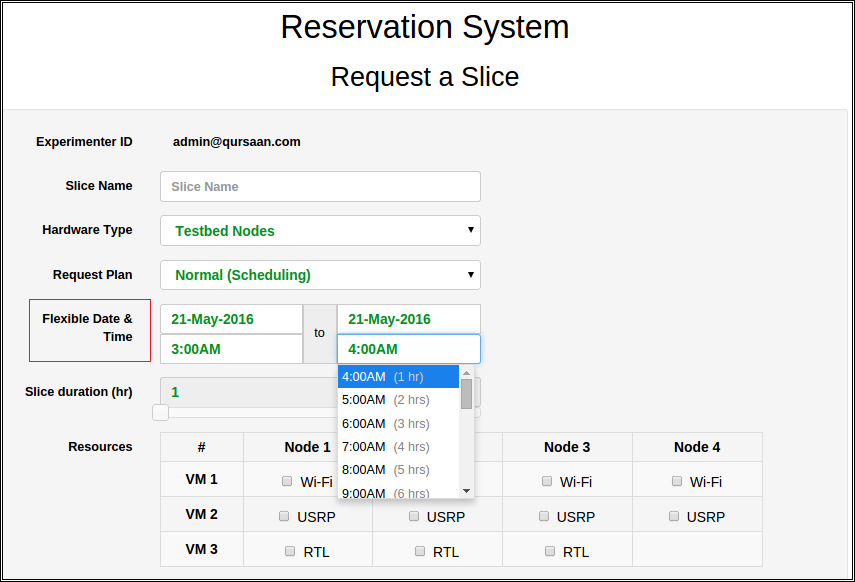 Reservation System
Request a Slice
Experimenter ID admin@qursaan.com
Slice Name Slice Name
Hardware Type Testbed Nodes
Request Plan Normal (Scheduling)
Flexible Date & Time 21-May-2016 to 21-May-2016
3:00AM 4:00AM
4:00AM (1 hr)
5:00AM (2 hrs)
6:00AM (3 hrs)
7:00AM (4 hrs)
8:00AM (5 hrs)
9:00AM (6 hrs)
Slice duration (hr) 1
Resources # Node 1 Node 3 Node 4
VM 1 Wi-Fi Wi-Fi Wi-Fi
VM 2 USRP USRP USRP USRP
VM 3 RTL RTL RTL